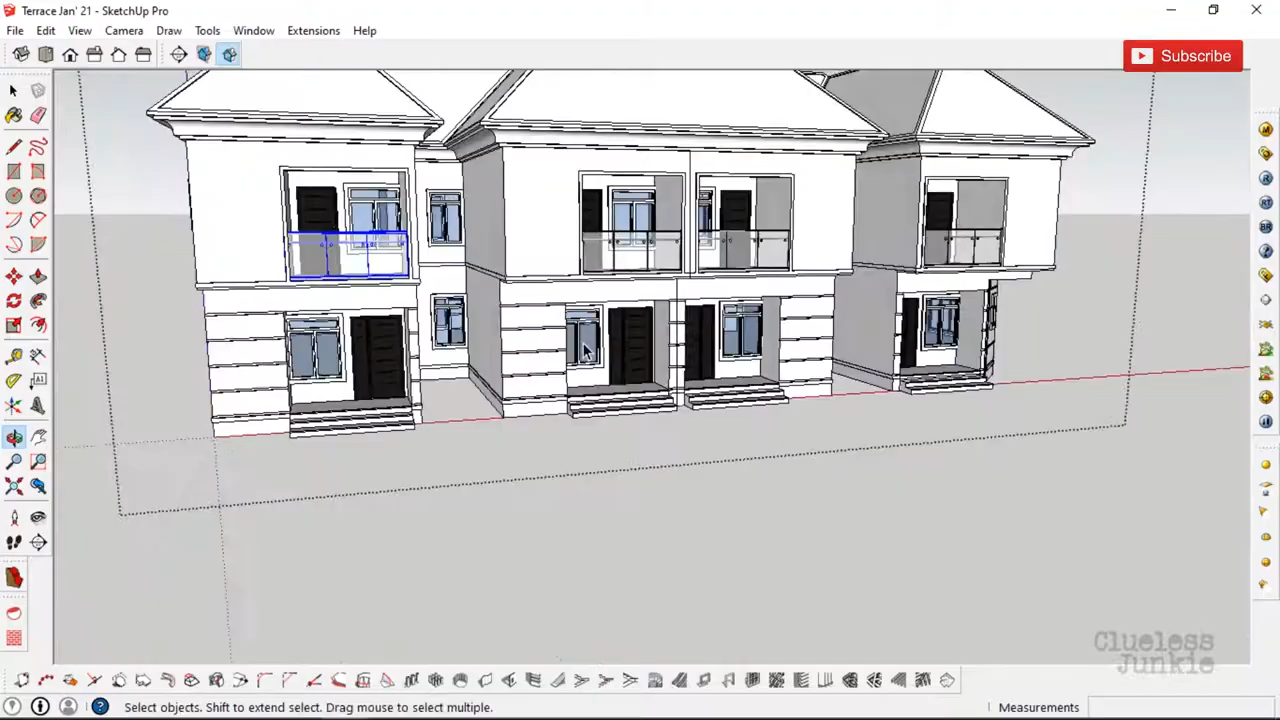 Terrace Jan' 21 - SketchUp Pro
File Edit View Camera Draw Tools Window Extensions Help
Subscribe
Clueless
Junkie
Select objects. Shift to extend select. Drag mouse to select multiple.
Measurements